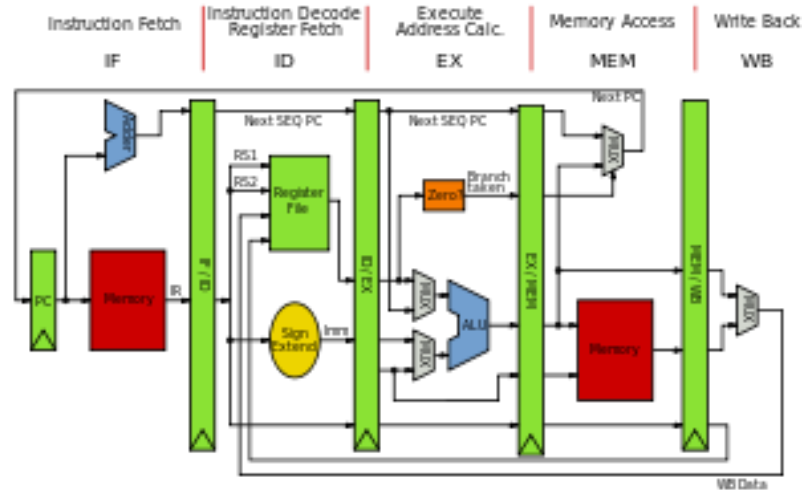 Instruction Fetch
Instruction Decode
Register Fetch
Execute
Address Calc.
Memory Access
Write Back
IF
ID
EX
MEM
WB
Next PC
Adder
Next SEQ PC
Next SEQ PC
MUX
RS1
RS2
Register
File
Branch
taken
Zero?
IF / ID
ID / EX
EX / MEM
MEM / WB
PC
Memory
IR
MUX
MUX
ALU
Sign
Extend
Imm
MUX
Memory
WB Data